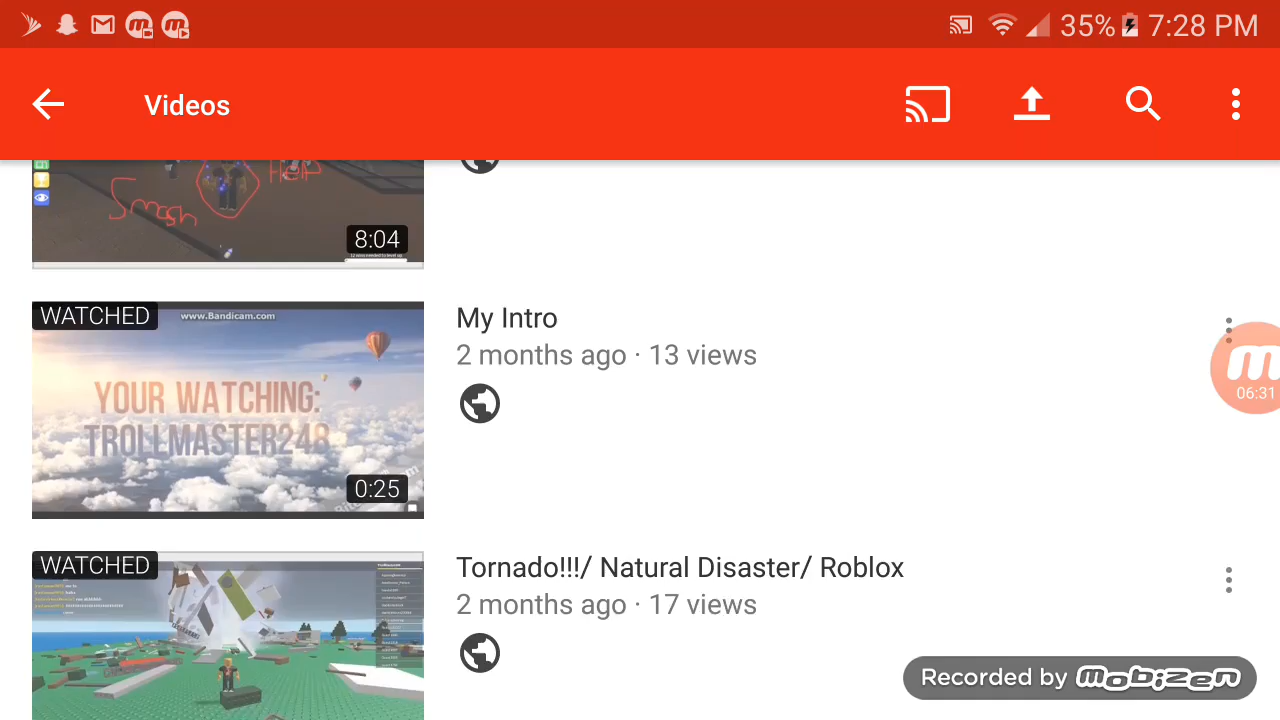 35% 7:28 PM
Videos
Smash
Help
8:04
WATCHED
www.Bandicam.com
YOUR WATCHING:
TROLLMASTER248
0:25
My Intro
2 months ago · 13 views
06:31
WATCHED
Tornado!!!/ Natural Disaster/ Roblox
2 months ago · 17 views
Recorded by mobizen